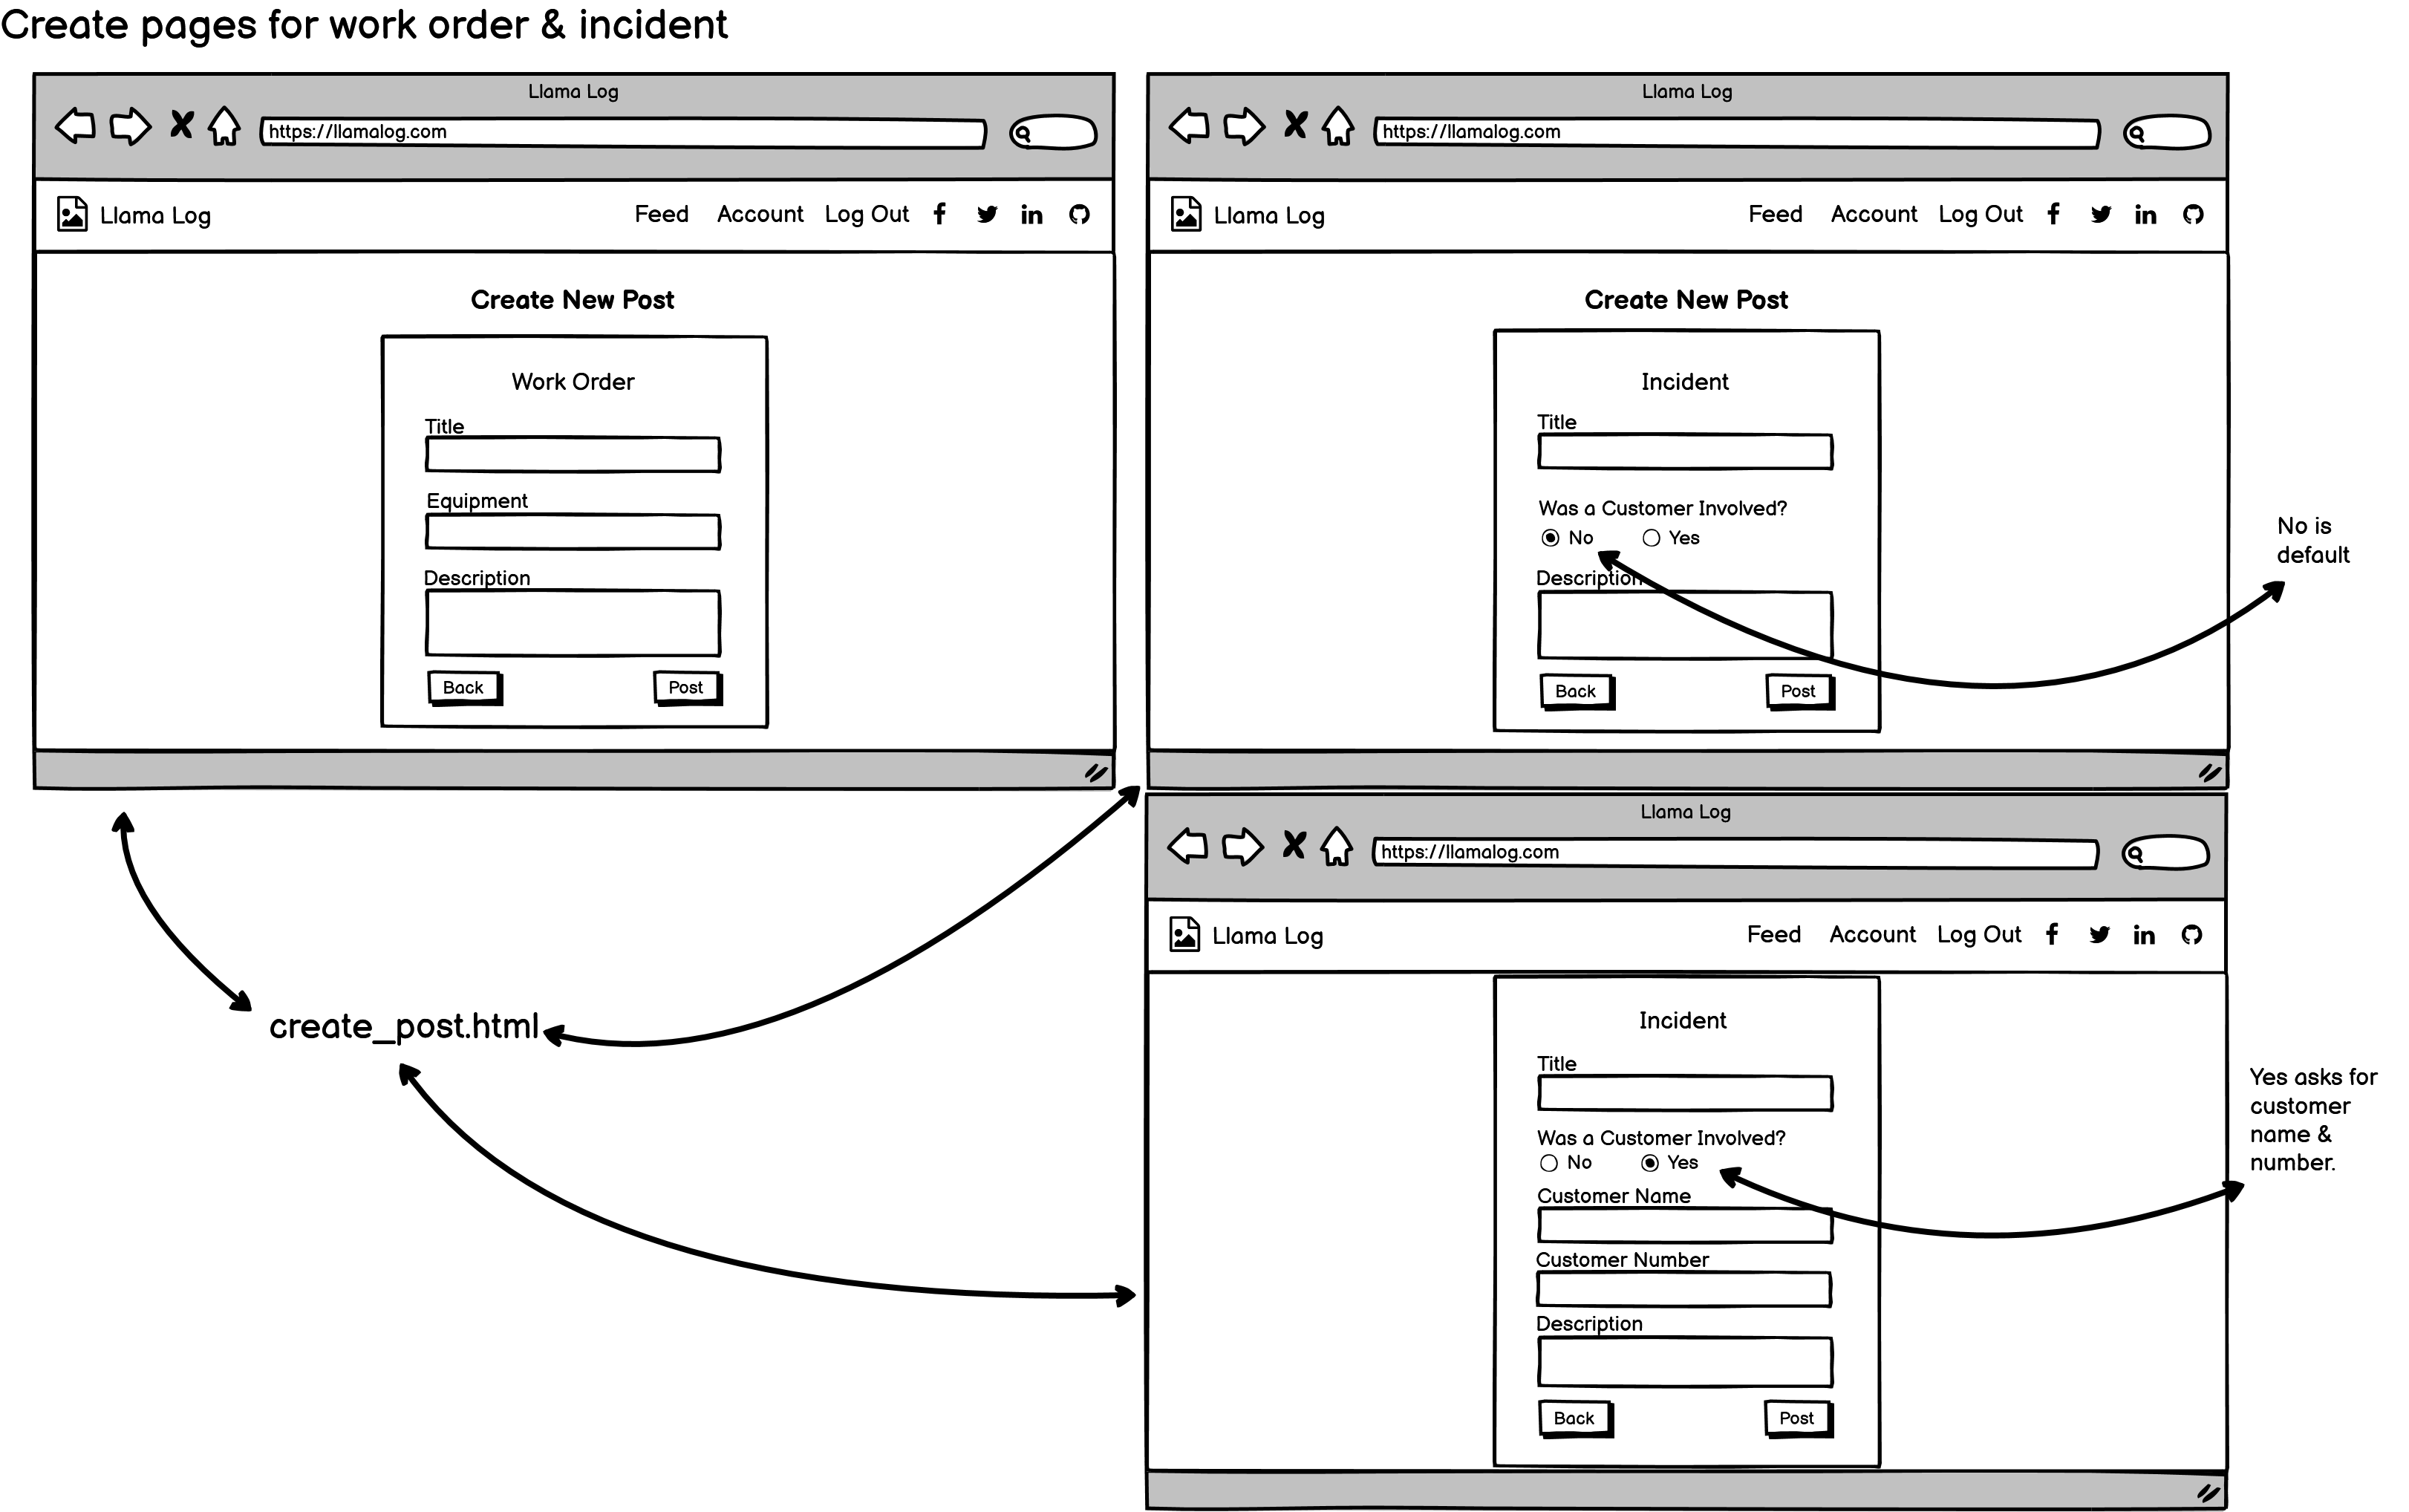 Create pages for work order & incident
Llama Log
https://llamalog.com
Llama Log
Feed Account Log Out
Create New Post
Work Order
Title
Equipment
Description
Back Post
Llama Log
https://llamalog.com
Llama Log
Feed Account Log Out
Create New Post
Incident
Title
Was a Customer Involved?
No Yes
Description
Back Post
No is
default
create_post.html
Llama Log
https://llamalog.com
Llama Log
Feed Account Log Out
Incident
Title
Was a Customer Involved?
No Yes
Customer Name
Customer Number
Description
Back Post
Yes asks for
customer
name &
number.